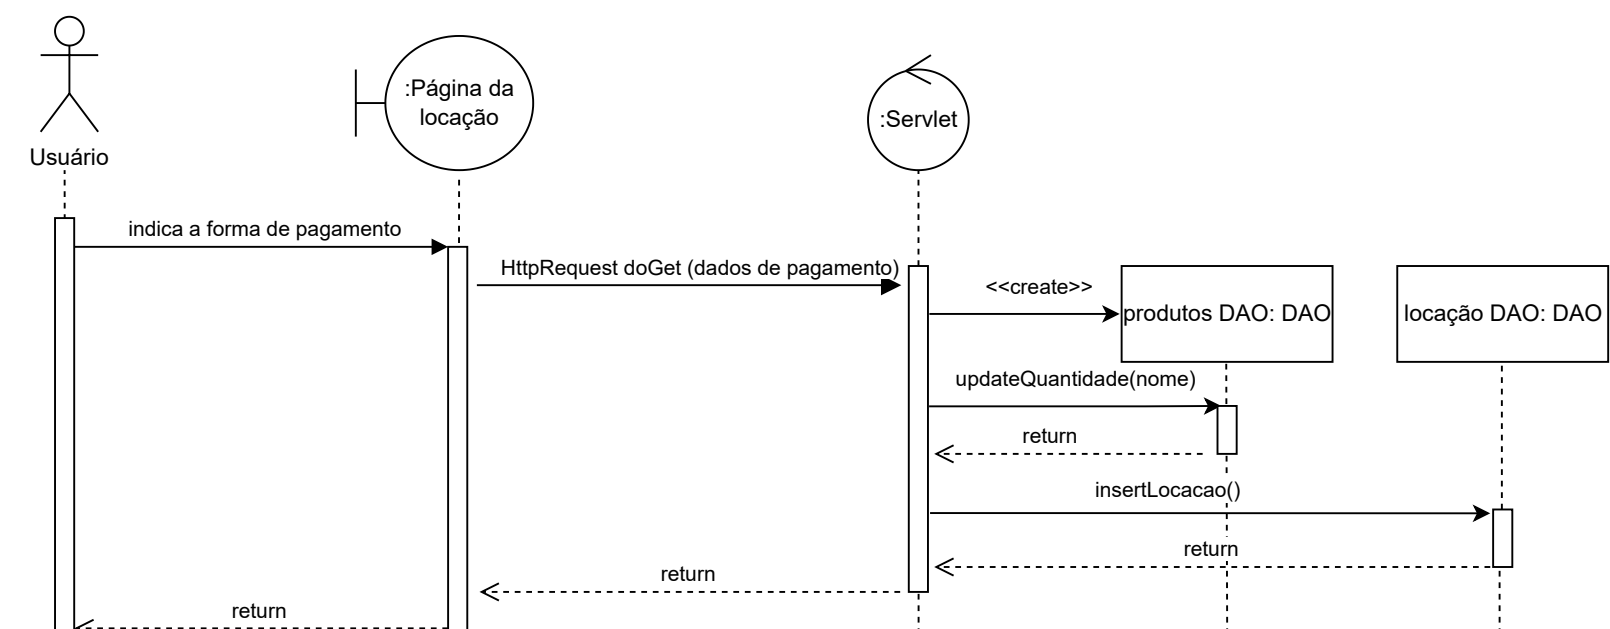 :Página da
locação
:Servlet
Usuário
indica a forma de pagamento
HttpRequest doGet (dados de pagamento)
<<create>>
produtos DAO: DAO
locação DAO: DAO
updateQuantidade(nome)
return
insertLocacao()
return
return
return